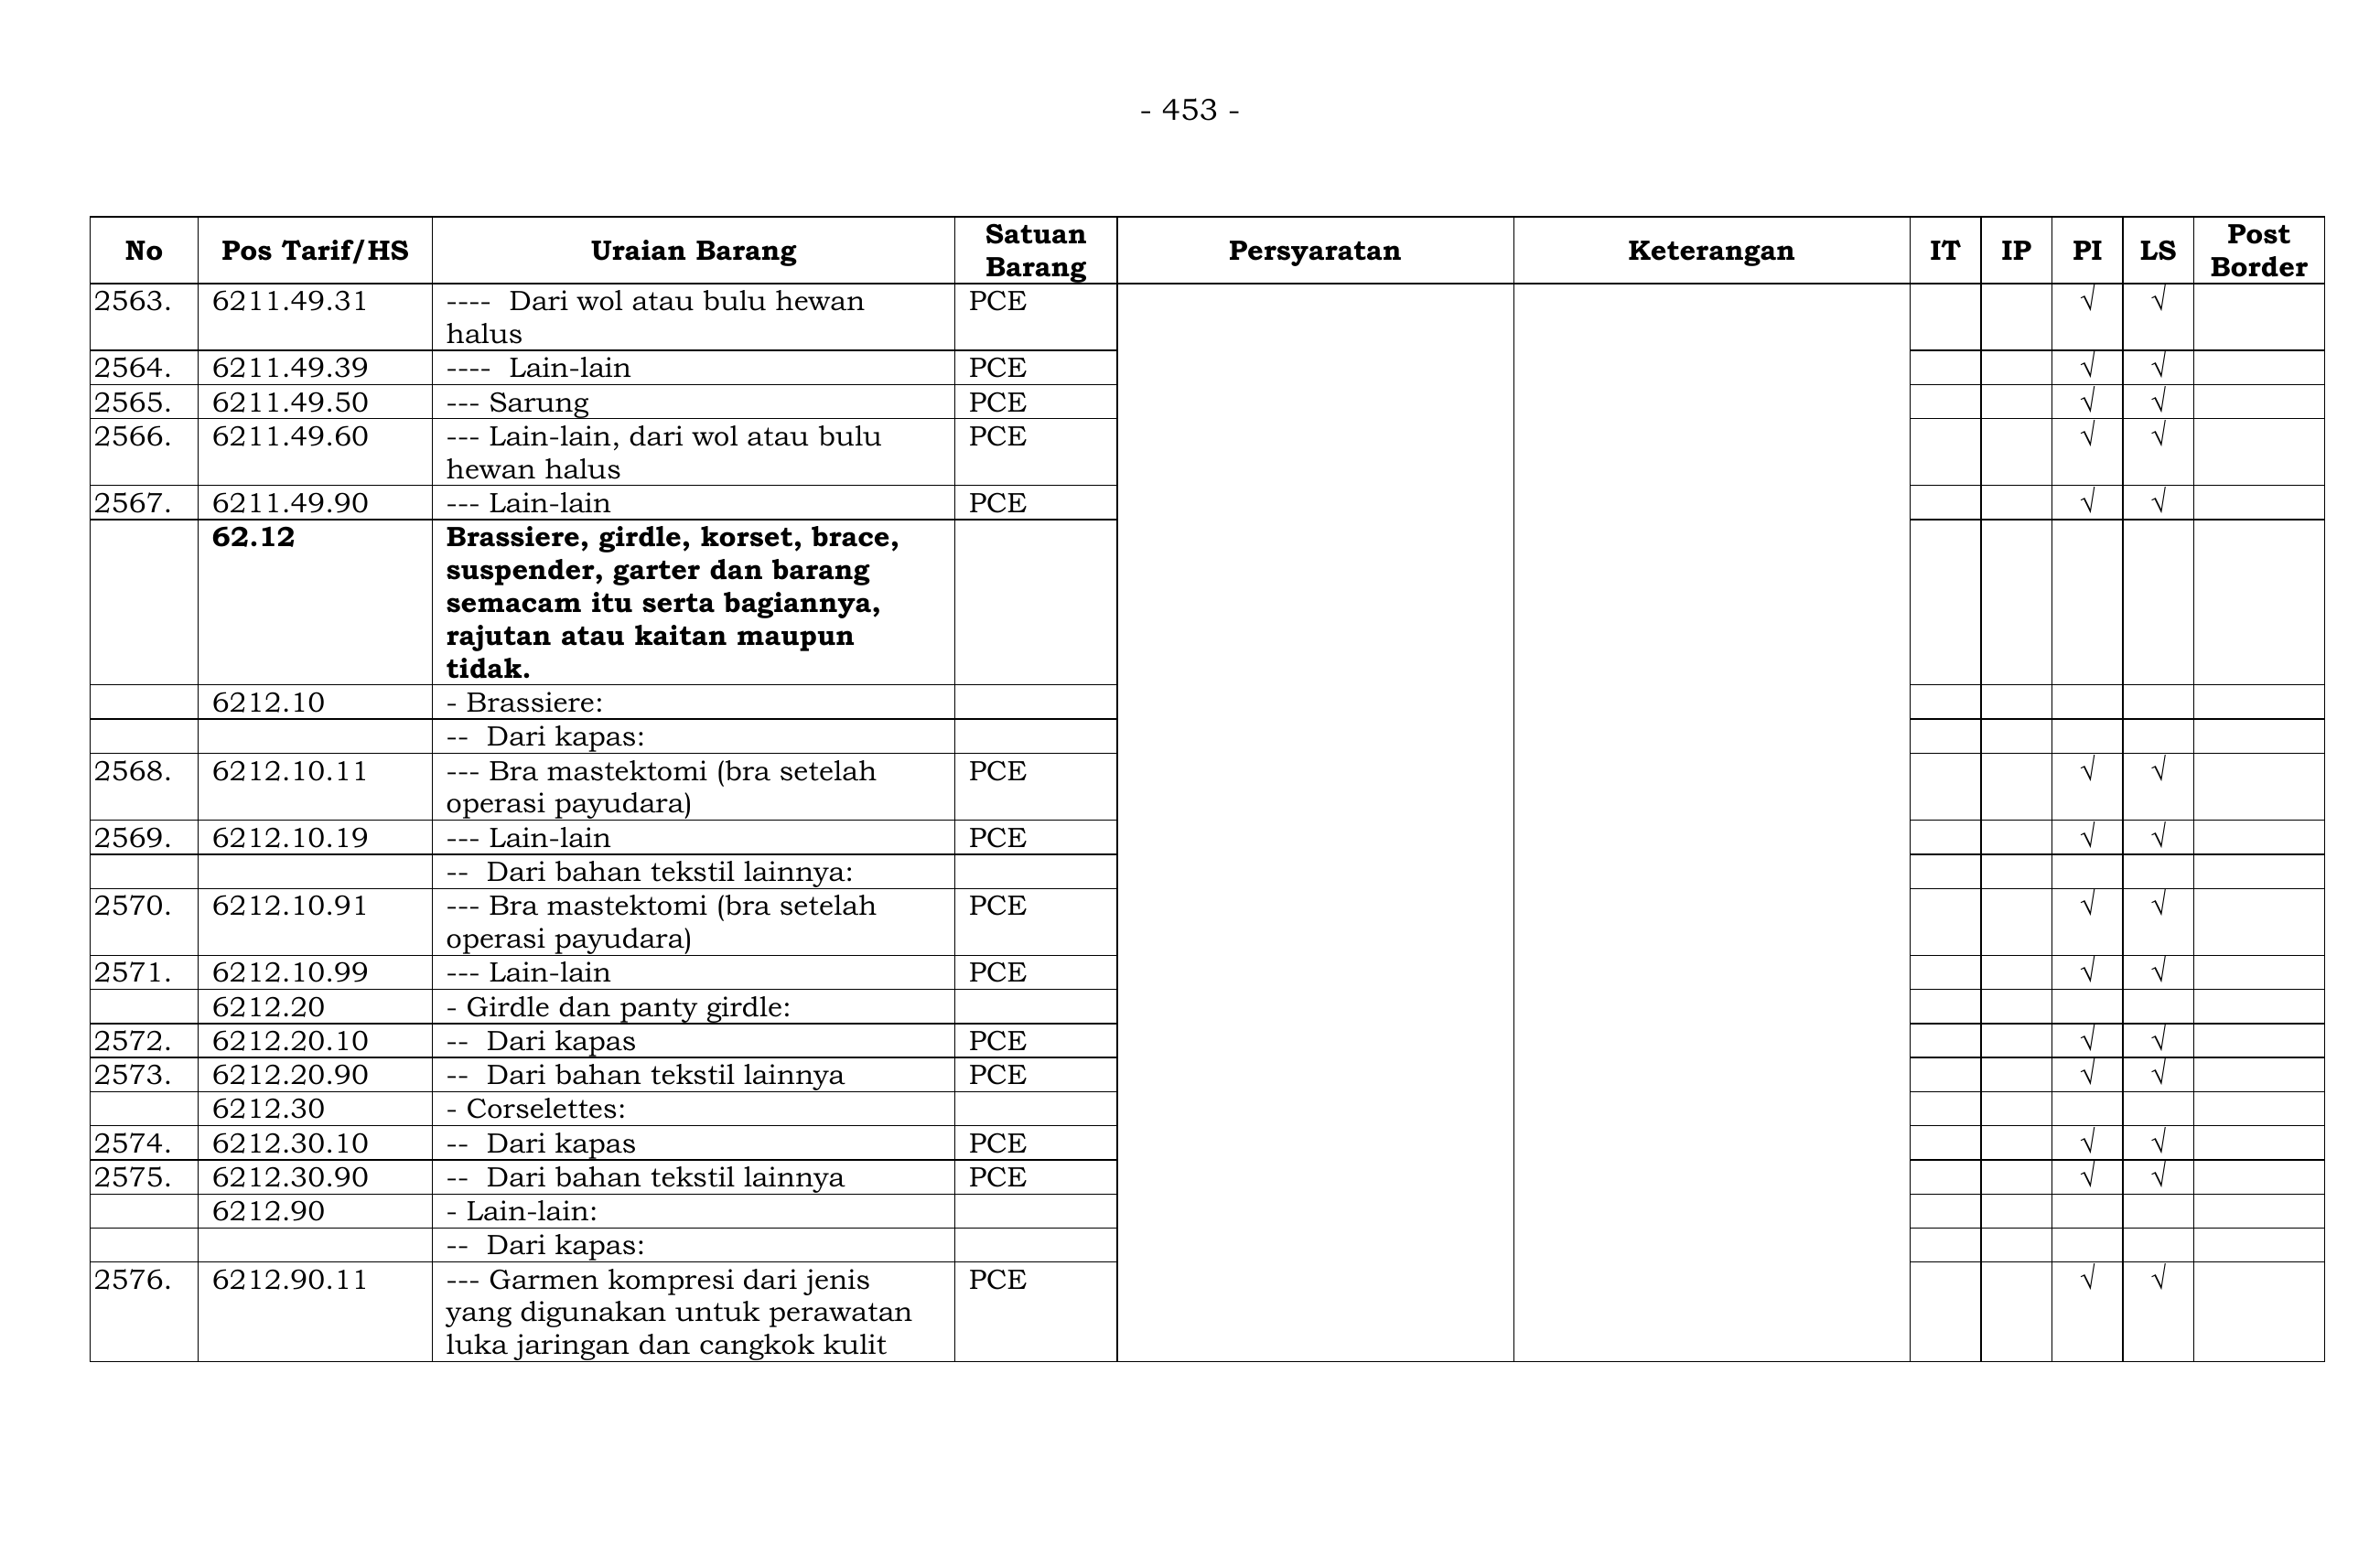 - 453 -
No Pos Tarif/HS Uraian Barang Satuan Barang Persyaratan Keterangan IT IP PI LS Post Border
2563. 6211.49.31 ---- Dari wol atau bulu hewan PCE √ √
halus
2564. 6211.49.39 ---- Lain-lain PCE √ √
2565. 6211.49.50 --- Sarung PCE √ √
2566. 6211.49.60 --- Lain-lain, dari wol atau bulu PCE √ √
hewan halus
2567. 6211.49.90 --- Lain-lain PCE √ √
62.12 Brassiere, girdle, korset, brace,
suspender, garter dan barang
semacam itu serta bagiannya,
rajutan atau kaitan maupun
tidak.
6212.10 - Brassiere:
-- Dari kapas:
2568. 6212.10.11 --- Bra mastektomi (bra setelah PCE √ √
operasi payudara)
2569. 6212.10.19 --- Lain-lain PCE √ √
-- Dari bahan tekstil lainnya:
2570. 6212.10.91 --- Bra mastektomi (bra setelah PCE √ √
operasi payudara)
2571. 6212.10.99 --- Lain-lain PCE √ √
6212.20 - Girdle dan panty girdle:
2572. 6212.20.10 -- Dari kapas PCE √ √
2573. 6212.20.90 -- Dari bahan tekstil lainnya PCE √ √
6212.30 - Corselettes:
2574. 6212.30.10 -- Dari kapas PCE √ √
2575. 6212.30.90 -- Dari bahan tekstil lainnya PCE √ √
6212.90 - Lain-lain:
-- Dari kapas:
2576. 6212.90.11 --- Garmen kompresi dari jenis PCE √ √
yang digunakan untuk perawatan
luka jaringan dan cangkok kulit